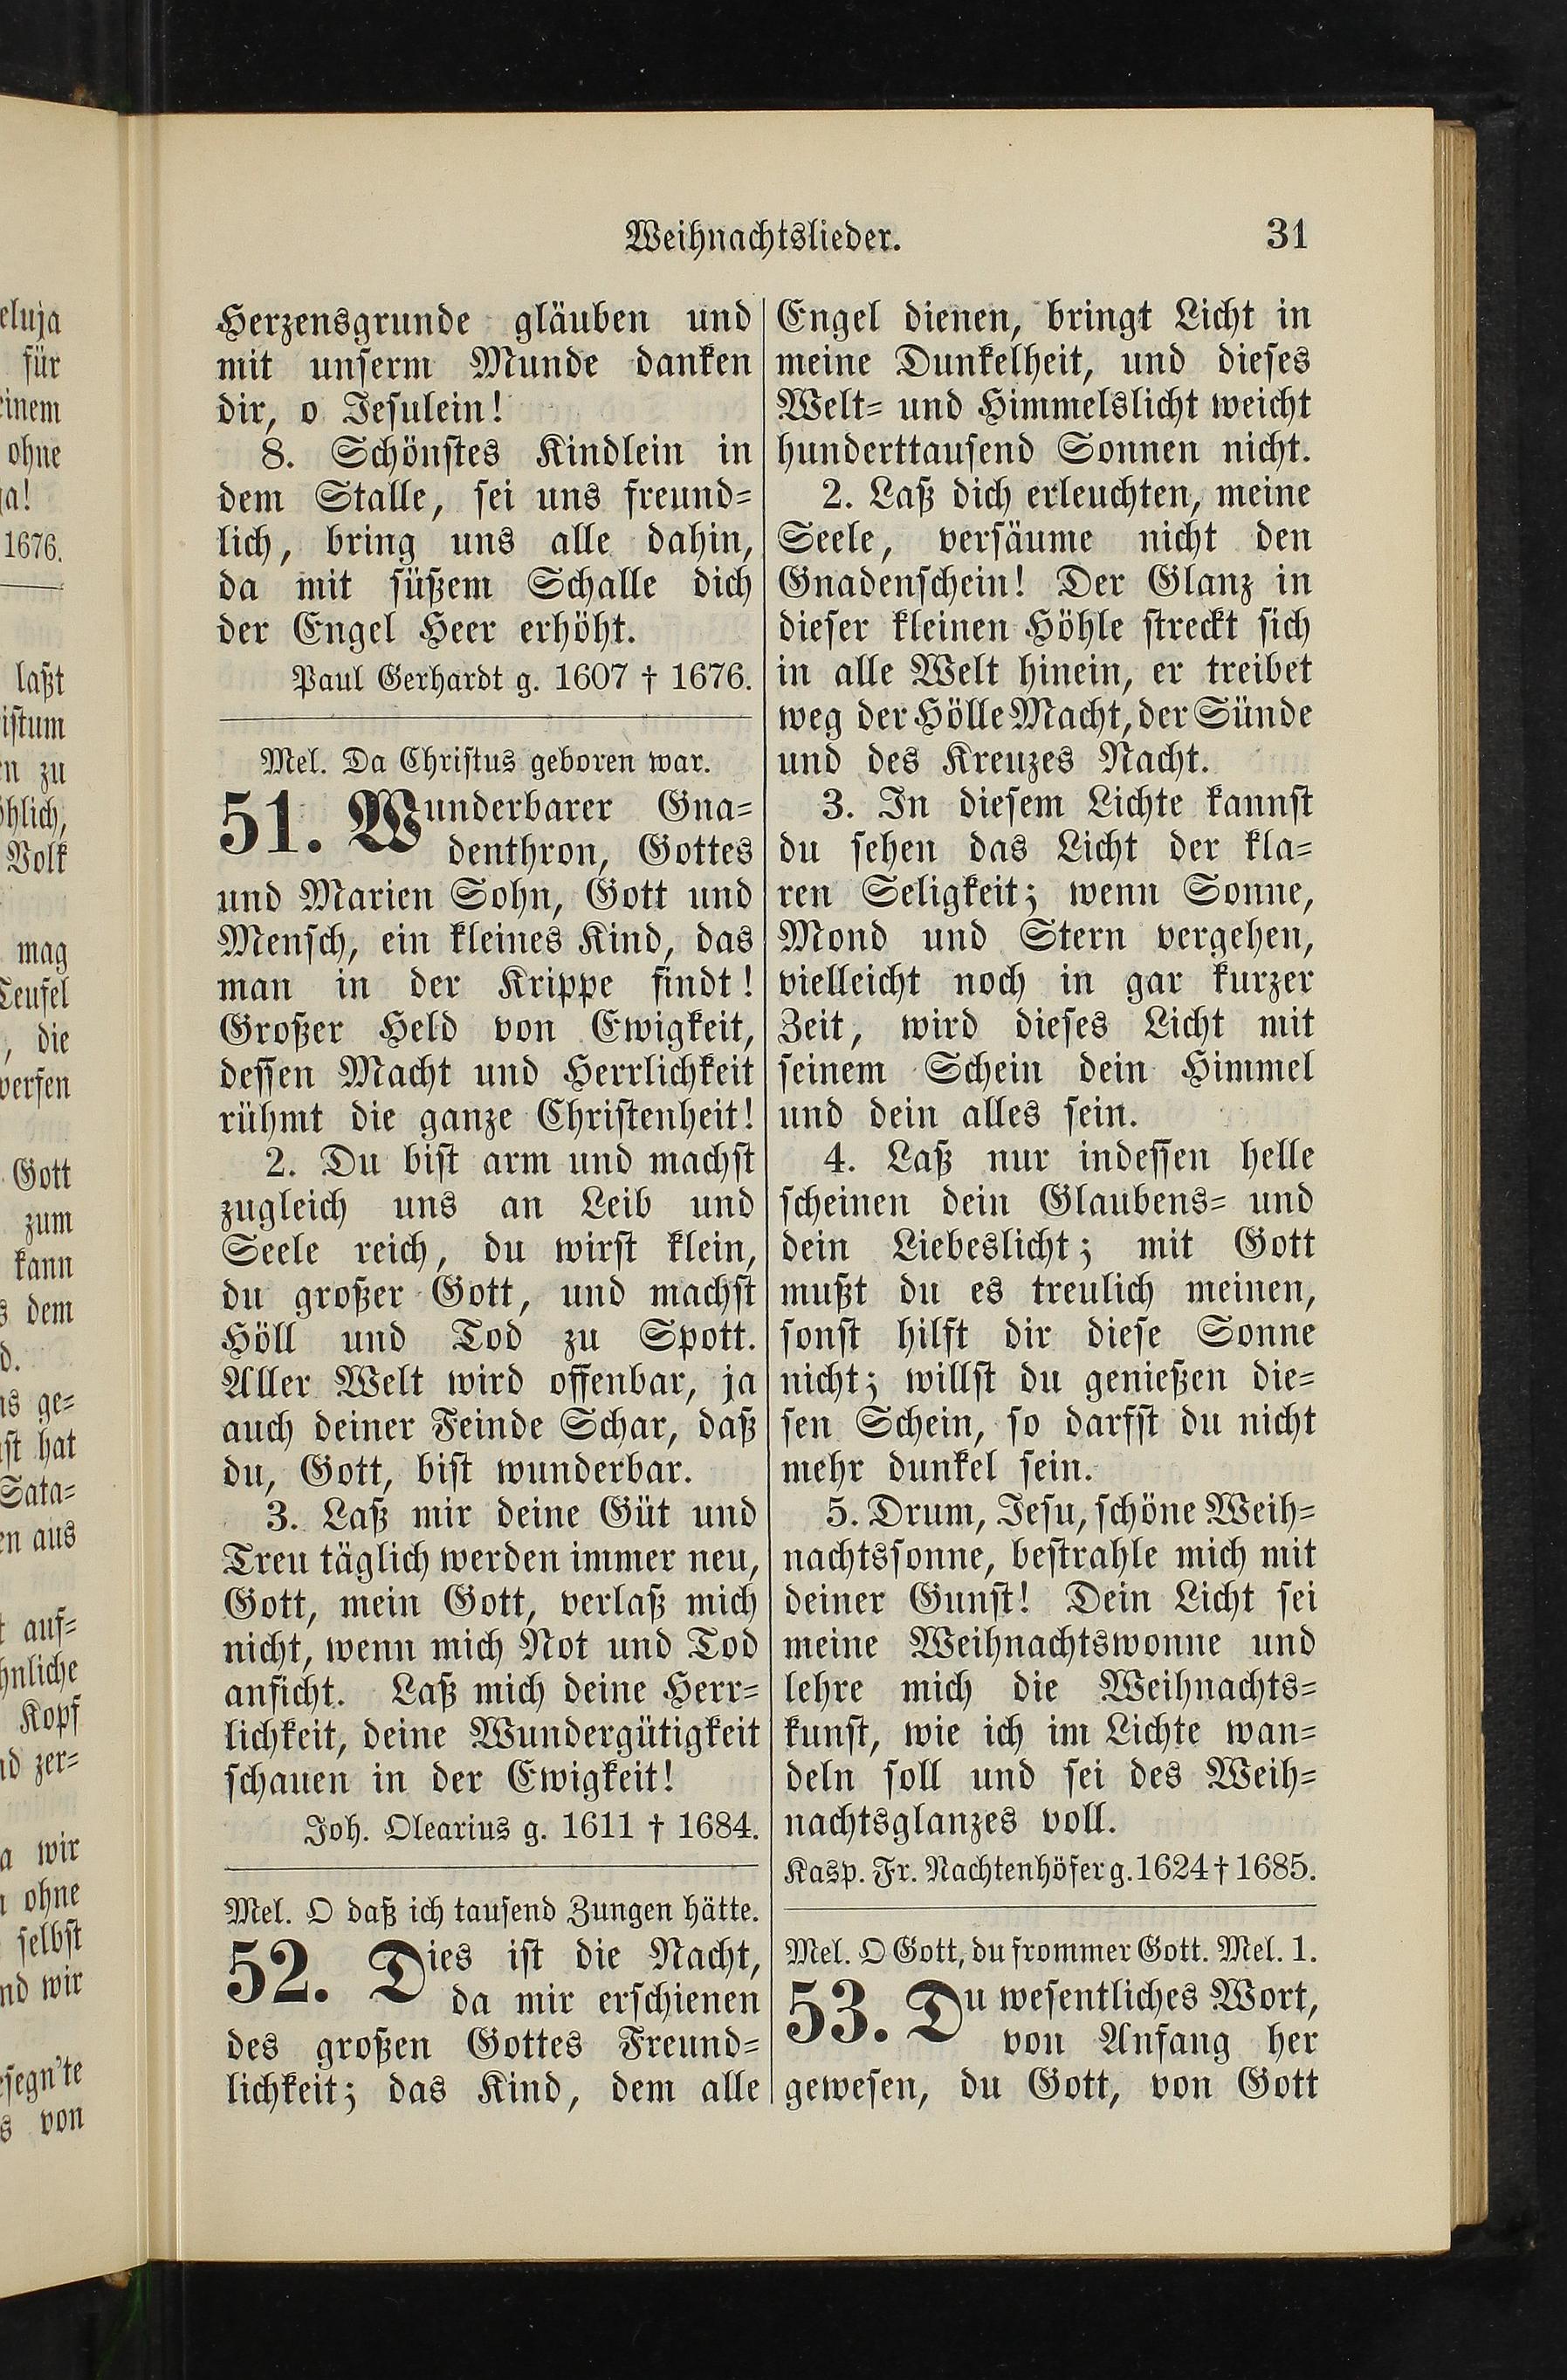 Weihnachtslieder.
31
Herzensgrunde gläuben und
mit unserm Munde danken
dir, o Jesulein!
8. Schönstes Kindlein in
dem Stalle, sei uns freund=
lich, bring uns alle dahin,
da mit süßem Schalle dich
der Engel Heer erhöht.
Paul Gerhardt g. 1607 † 1676.
Mel. Da Christus geboren war.
51. Wunderbarer Gna=
denthron, Gottes
und Marien Sohn, Gott und
Mensch, ein kleines Kind, das
man in der Krippe findt!
Großer Held von Ewigkeit,
dessen Macht und Herrlichkeit
rühmt die ganze Christenheit!
2. Du bist arm und machst
zugleich uns an Leib und
Seele reich, du wirst klein,
du großer Gott, und machst
Höll und Tod zu Spott.
Aller Welt wird offenbar, ja
auch deiner Feinde Schar, daß
du, Gott, bist wunderbar.
3. Laß mir deine Güt und
Treu täglich werden immer neu,
Gott, mein Gott, verlaß mich
nicht, wenn mich Not und Tod
anficht. Laß mich deine Herr=
lichkeit, deine Wundergütigkeit
schauen in der Ewigkeit!
Joh. Olearius g. 1611 † 1684.
Mel. O daß ich tausend Zungen hätte.
52. Dies ist die Nacht,
da mir erschienen
des großen Gottes Freund=
lichkeit; das Kind, dem alle
Engel dienen, bringt Licht in
meine Dunkelheit, und dieses
Welt= und Himmelslicht weicht
hunderttausend Sonnen nicht.
2. Laß dich erleuchten, meine
Seele, versäume nicht den
Gnadenschein! Der Glanz in
dieser kleinen Höhle streckt sich
in alle Welt hinein, er treibet
weg der Hölle Macht, der Sünde
und des Kreuzes Nacht.
3. In diesem Lichte kannst
du sehen das Licht der kla=
ren Seligkeit; wenn Sonne,
Mond und Stern vergehen,
vielleicht noch in gar kurzer
Zeit, wird dieses Licht mit
seinem Schein dein Himmel
und dein alles sein.
4. Laß nur indessen helle
scheinen dein Glaubens= und
dein Liebeslicht; mit Gott
mußt du es treulich meinen,
sonst hilft dir diese Sonne
nicht; willst du genießen die=
sen Schein, so darfst du nicht
mehr dunkel sein.
5. Drum, Jesu, schöne Weih=
nachtssonne, bestrahle mich mit
deiner Gunst! Dein Licht sei
meine Weihnachtswonne und
lehre mich die Weihnachts=
kunst, wie ich im Lichte wan=
deln soll und sei des Weih=
nachtsglanzes voll.
Kasp. Fr. Nachtenhöfer g. 1624 † 1685.
Mel. O Gott, du frommer Gott. Mel. 1.
53. Du wesentliches Wort,
von Anfang her
gewesen, du Gott, von Gott